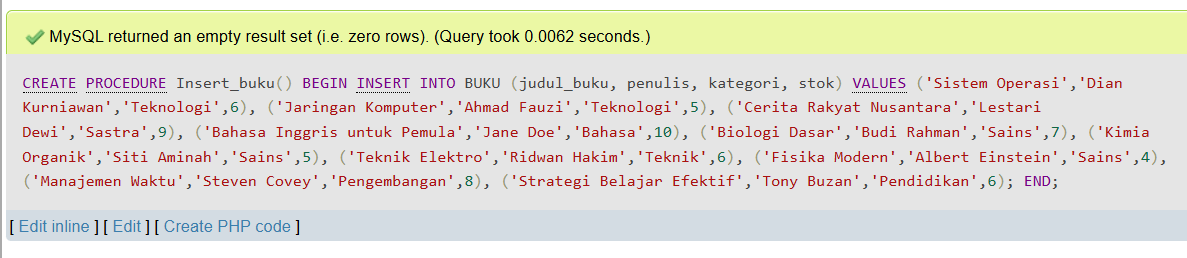 MySQL returned an empty result set (i.e. zero rows). (Query took 0.0062 seconds.)
CREATE PROCEDURE Insert_buku() BEGIN INSERT INTO BUKU (judul_buku, penulis, kategori, stok) VALUES ('Sistem Operasi','Dian
Kurniawan','Teknologi',6), ('Jaringan Komputer','Ahmad Fauzi','Teknologi',5), ('Cerita Rakyat Nusantara','Lestari
Dewi','Sastra',9), ('Bahasa Inggris untuk Pemula','Jane Doe','Bahasa',10), ('Biologi Dasar','Budi Rahman','Sains',7), ('Kimia
Organik','Siti Aminah','Sains',5), ('Teknik Elektro','Ridwan Hakim','Teknik',6), ('Fisika Modern','Albert Einstein','Sains',4),
('Manajemen Waktu','Steven Covey','Pengembangan',8), ('Strategi Belajar Efektif','Tony Buzan','Pendidikan',6); END;
[ Edit inline ] [ Edit ] [ Create PHP code ]